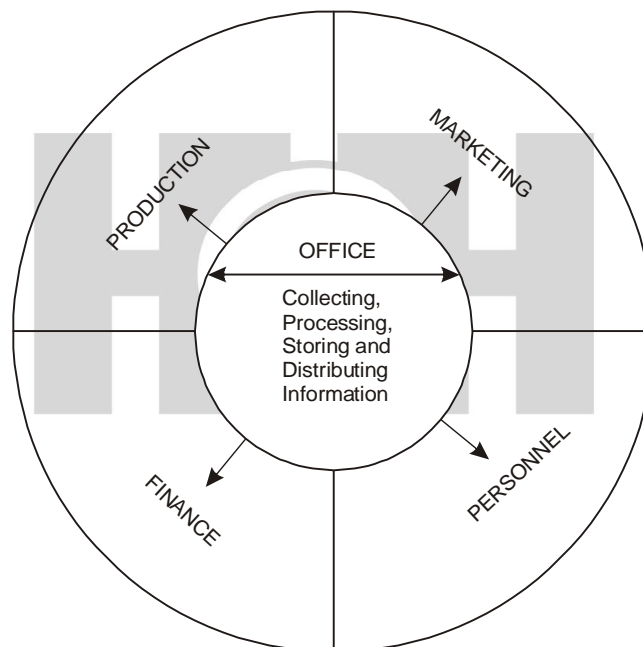 PRODUCTION
MARKETING
OFFICE
Collecting,
Processing,
Storing and
Distributing
Information
FINANCE
PERSONNEL